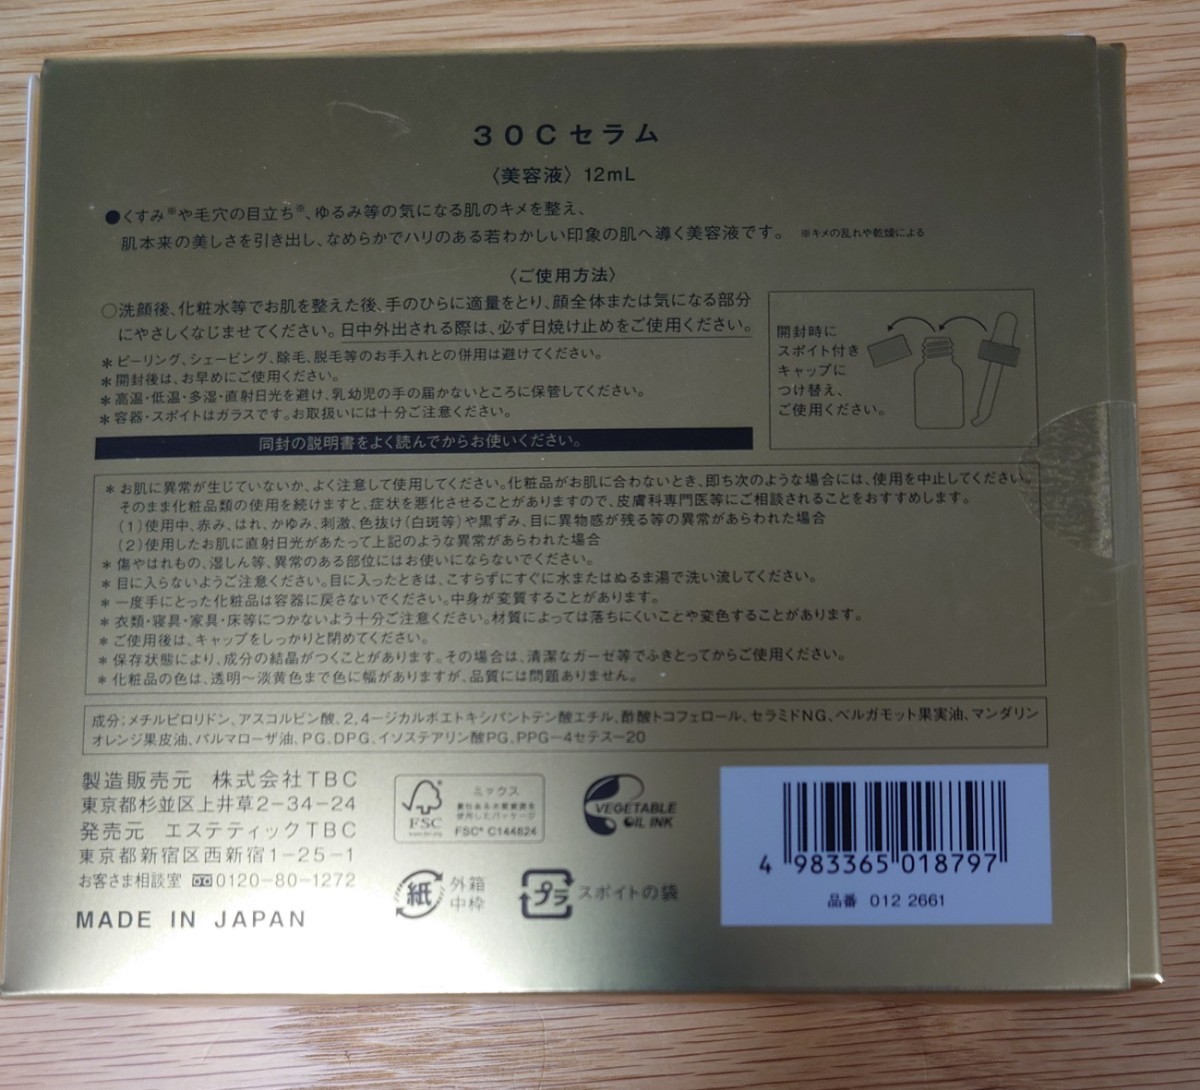 30Cセラム
〈美容液〉12mL
●くすみ※や毛穴の目立ち※、ゆるみ等の気になる肌のキメを整え、
肌本来の美しさを引き出し、なめらかでハリのある若わかしい印象の肌へ導く美容液です。 ※キメの乱れや乾燥による
〈ご使用方法〉
○洗顔後、化粧水等でお肌を整えた後、手のひらに適量をとり、顔全体または気になる部分
にやさしくなじませてください。日中外出される際は、必ず日焼け止めをご使用ください。
＊ピーリング、シェービング、除毛、脱毛等のお手入れとの併用は避けてください。
＊開封後は、お早めにご使用ください。
＊高温・低温・多湿・直射日光を避け、乳幼児の手の届かないところに保管してください。
＊容器・スポイトはガラスです。お取扱いには十分ご注意ください。
同封の説明書をよく読んでからお使いください。
開封時に
スポイト付き
キャップに
つけ替え、
ご使用ください。
＊お肌に異常が生じていないか、よく注意して使用してください。化粧品がお肌に合わないとき、即ち次のような場合には、使用を中止してください。
そのまま化粧品類の使用を続けますと、症状を悪化させることがありますので、皮膚科専門医等にご相談されることをおすすめします。
(1)使用中、赤み、はれ、かゆみ、刺激、色抜け(白斑等)や黒ずみ、目に異物感が残る等の異常があらわれた場合
(2)使用したお肌に直射日光があたって上記のような異常があらわれた場合
＊傷やはれもの、湿しん等、異常のある部位にはお使いにならないでください。
＊目に入らないようご注意ください。目に入ったときは、こすらずにすぐに水またはぬるま湯で洗い流してください。
＊一度手にとった化粧品は容器に戻さないでください。中身が変質することがあります。
＊衣類・寝具・家具・床等につかないよう十分ご注意ください。材質によっては落ちにくいことや変色することがあります。
＊ご使用後は、キャップをしっかりと閉めてください。
＊保存状態により、成分の結晶がつくことがあります。その場合は、清潔なガーゼ等でふきとってからご使用ください。
＊化粧品の色は、透明～淡黄色まで色に幅がありますが、品質には問題ありません。
成分：メチルピロリドン、アスコルビン酸、2,4-ジカルボエトキシパントテン酸エチル、酢酸トコフェロール、セラミドNG、ベルガモット果実油、マンダリン
オレンジ果皮油、パルマローザ油、PG、DPG、イソステアリン酸PG、PPG-4セテス-20
製造販売元 株式会社TBC
東京都杉並区上井草2-34-24
発売元 エステティックTBC
東京都新宿区西新宿1-25-1
お客さま相談室 0120-80-1272
MADE IN JAPAN
FSC
www.fsc.org
ミックス
責任ある木質資源を
使用したパッケージ
FSC® C144824
VEGETABLE
OIL INK
紙
外箱
中枠
プラ
スポイトの袋
4 983365 018797
品番 012 2661